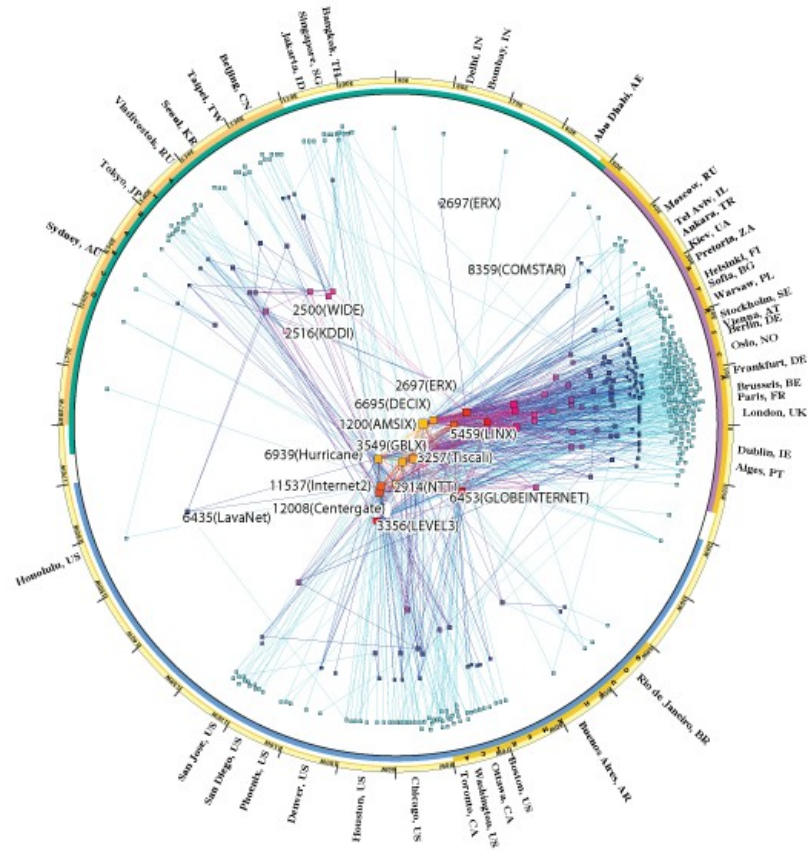 Bangkok, TH
Singapore, SG
Jakarta, ID
Beijing, CN
Taipei, TW
Seoul, KR
Vladivostok, RU
Tokyo, JP
Sydney, AU
Honolulu, US
Delhi, IN
Bombay, IN
Abu Dhabi, AE
Moscow, RU
Tel Aviv, IL
Ankara, TR
Kiev, UA
Pretoria, ZA
Helsinki, FI
Sofia, BG
Warsaw, PL
Stockholm, SE
Vienna, AT
Berlin, DE
Oslo, NO
Frankfurt, DE
Brussels, BE
Paris, FR
London, UK
Dublin, IE
Alges, PT
2697(ERX)
8359(COMSTAR)
2500(WIDE)
2516(KDDI)
2697(ERX)
6695(DECIX)
1200(AMSIX)
5459(LINX)
3549(GBLX)
6939(Hurricane)
3257(Tiscali)
11537(Internet2)
2914(NTT)
6453(GLOBEINTERNET)
12008(Centergate)
6435(LavaNet)
3356(LEVEL3)
San Jose, US
San Diego, US
Phoenix, US
Denver, US
Houston, US
Chicago, US
Toronto, CA
Washington, US
Ottawa, CA
Boston, US
Buenos Aires, AR
Rio de Janeiro, BR